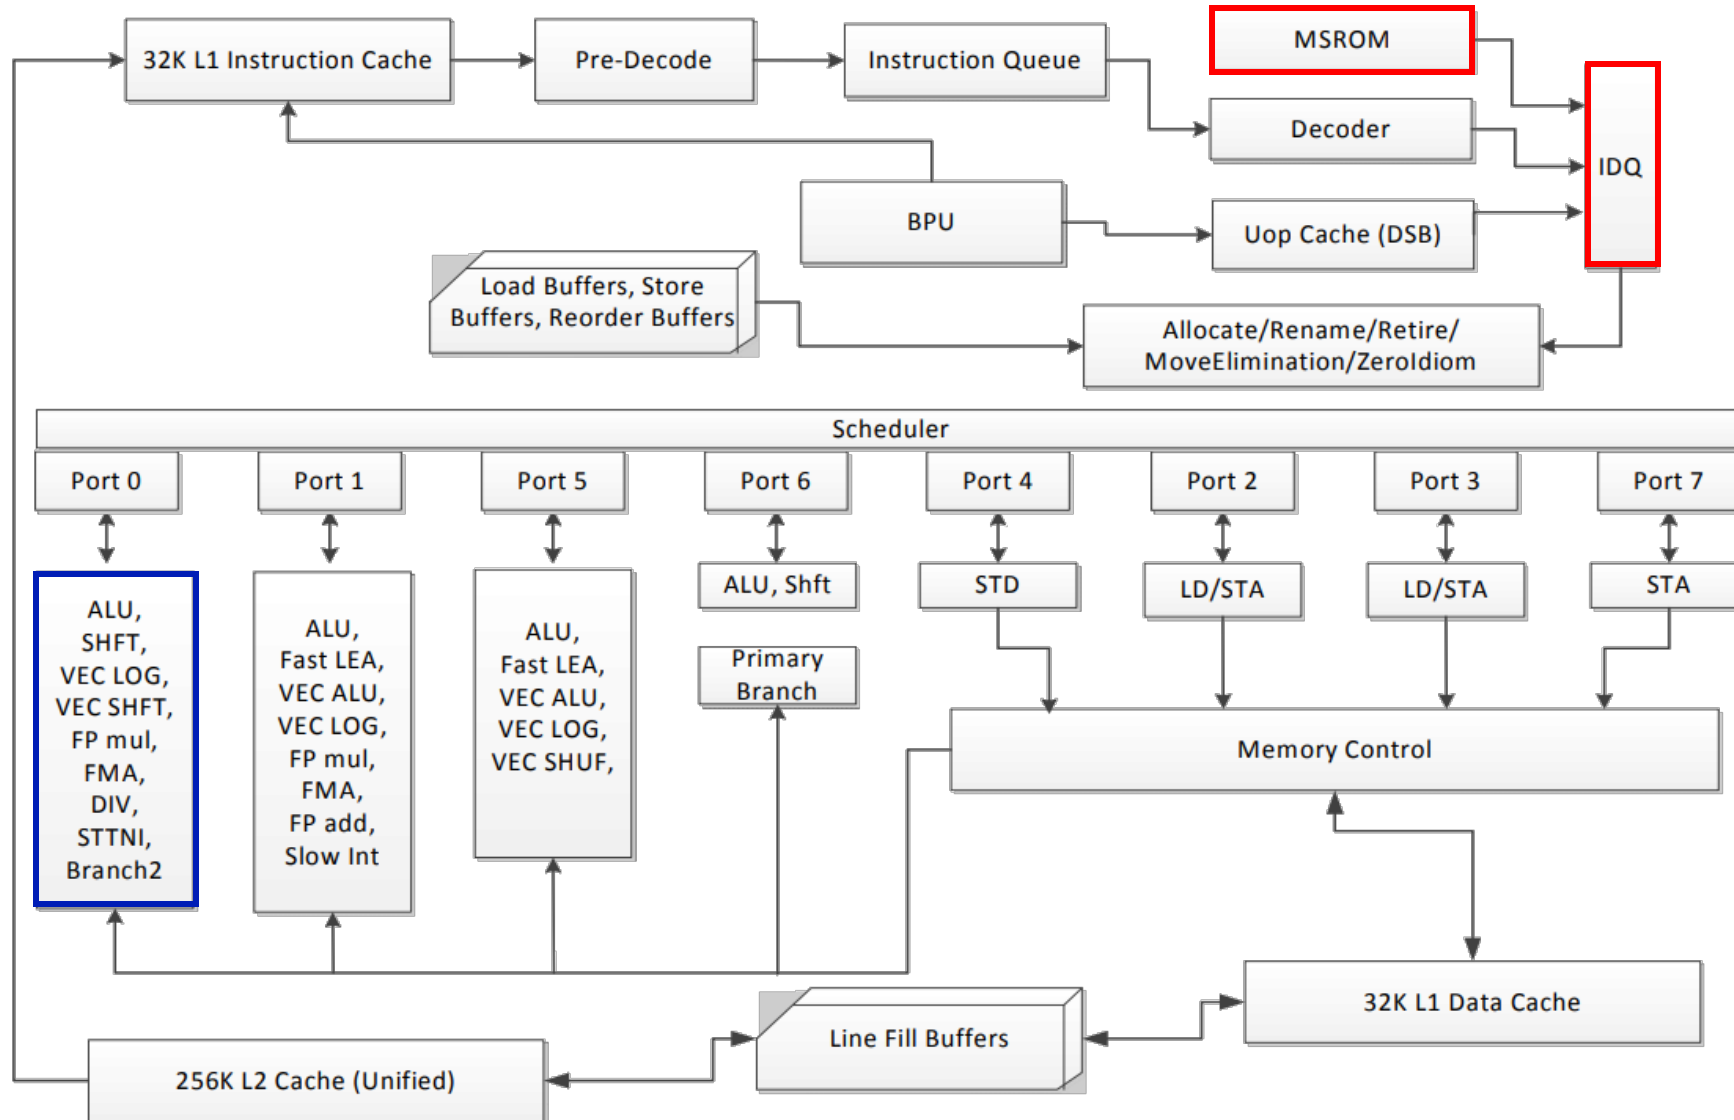 32K L1 Instruction Cache
Pre-Decode
Instruction Queue
MSROM
Decoder
IDQ
BPU
Uop Cache (DSB)
Load Buffers, Store
Buffers, Reorder Buffers
Allocate/Rename/Retire/
MoveElimination/ZeroIdiom
Scheduler
Port 0
Port 1
Port 5
Port 6
Port 4
Port 2
Port 3
Port 7
ALU,
SHFT,
VEC LOG,
VEC SHFT,
FP mul,
FMA,
DIV,
STTNI,
Branch2
ALU,
Fast LEA,
VEC ALU,
VEC LOG,
FP mul,
FMA,
FP add,
Slow Int
ALU,
Fast LEA,
VEC ALU,
VEC LOG,
VEC SHUF,
ALU, Shft
Primary
Branch
STD
LD/STA
LD/STA
STA
Memory Control
32K L1 Data Cache
Line Fill Buffers
256K L2 Cache (Unified)